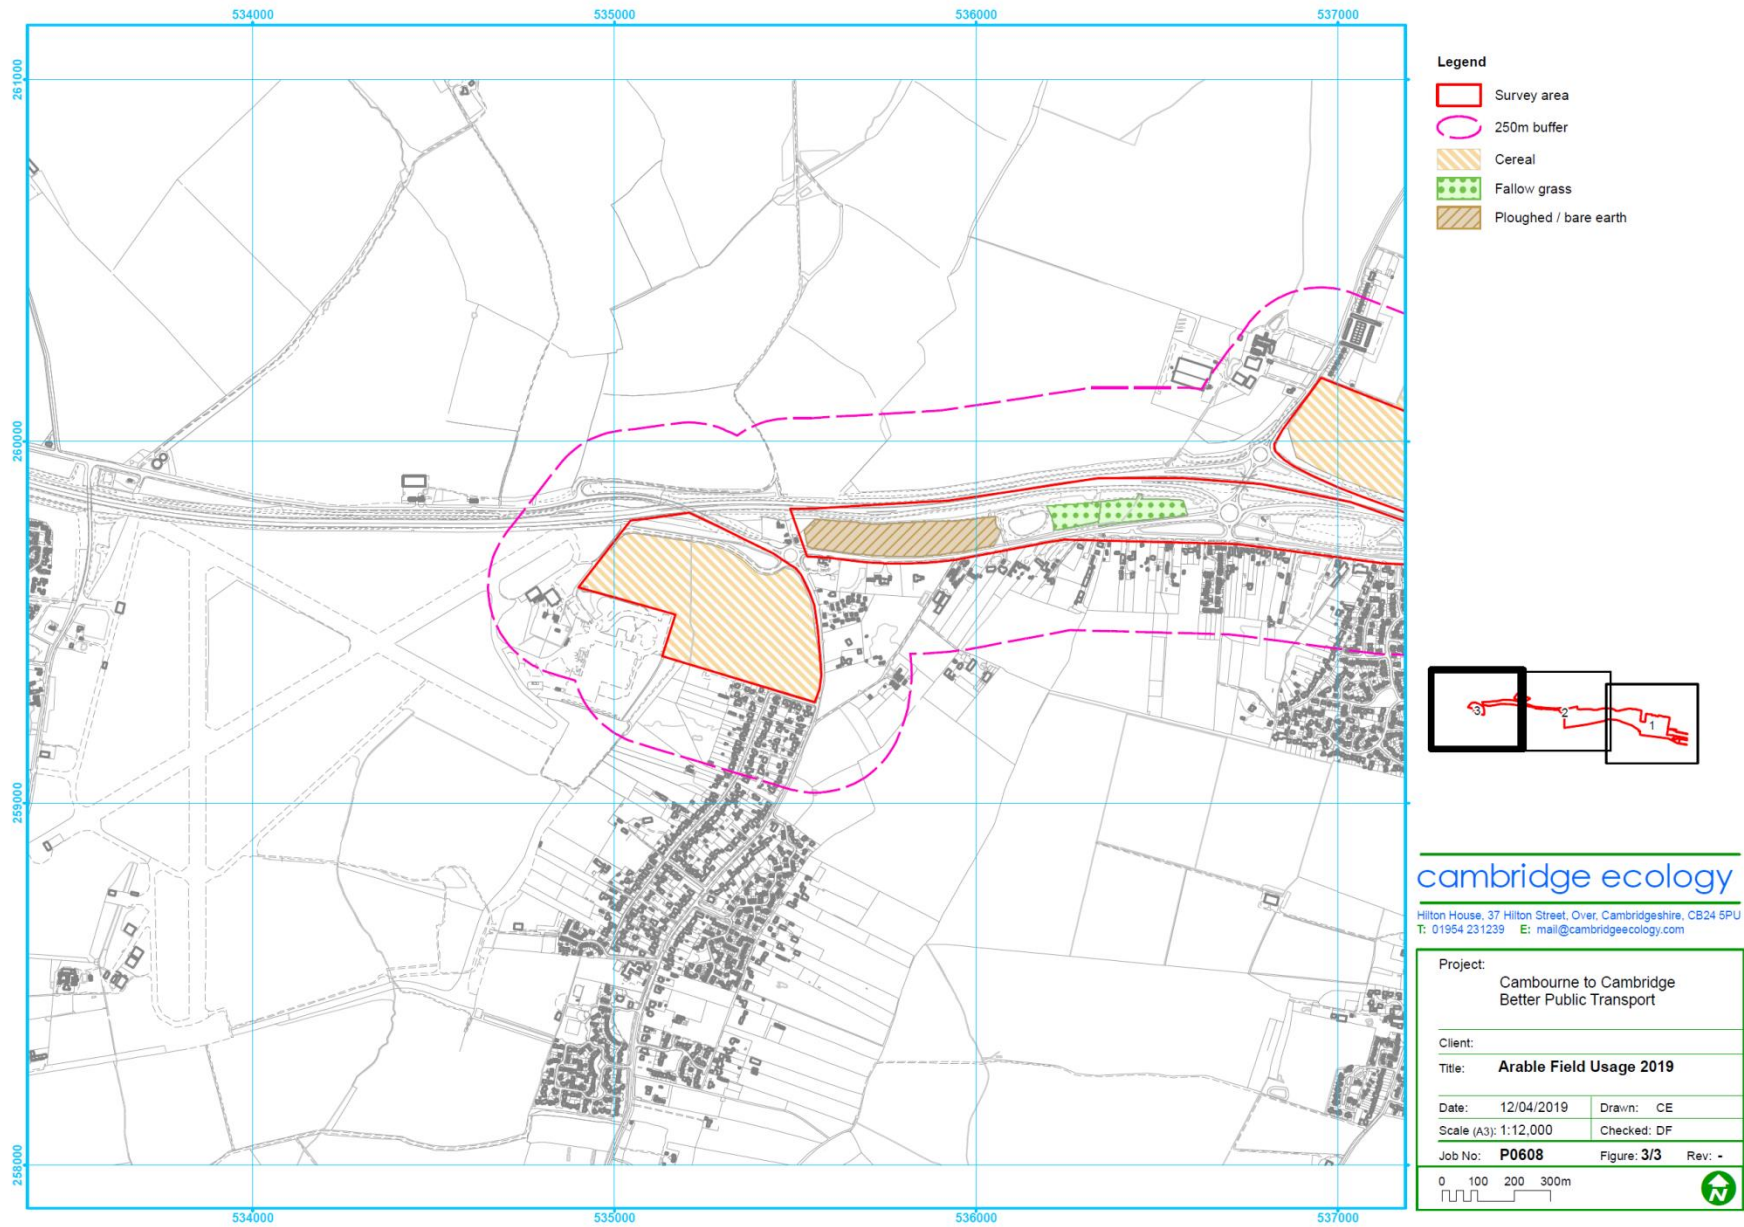 534000
535000
536000
537000
261000
260000
259000
258000
534000
535000
536000
537000
Legend
Survey area
250m buffer
Cereal
Fallow grass
Ploughed / bare earth
3
2
1
cambridge ecology
Hilton House, 37 Hilton Street, Over, Cambridgeshire, CB24 5PU
T: 01954 231239 E: mail@cambridgeecology.com
Project:
Cambourne to Cambridge
Better Public Transport
Client:
Title: Arable Field Usage 2019
Date: 12/04/2019 Drawn: CE
Scale (A3): 1:12,000 Checked: DF
Job No: P0608 Figure: 3/3 Rev: -
0 100 200 300m
N